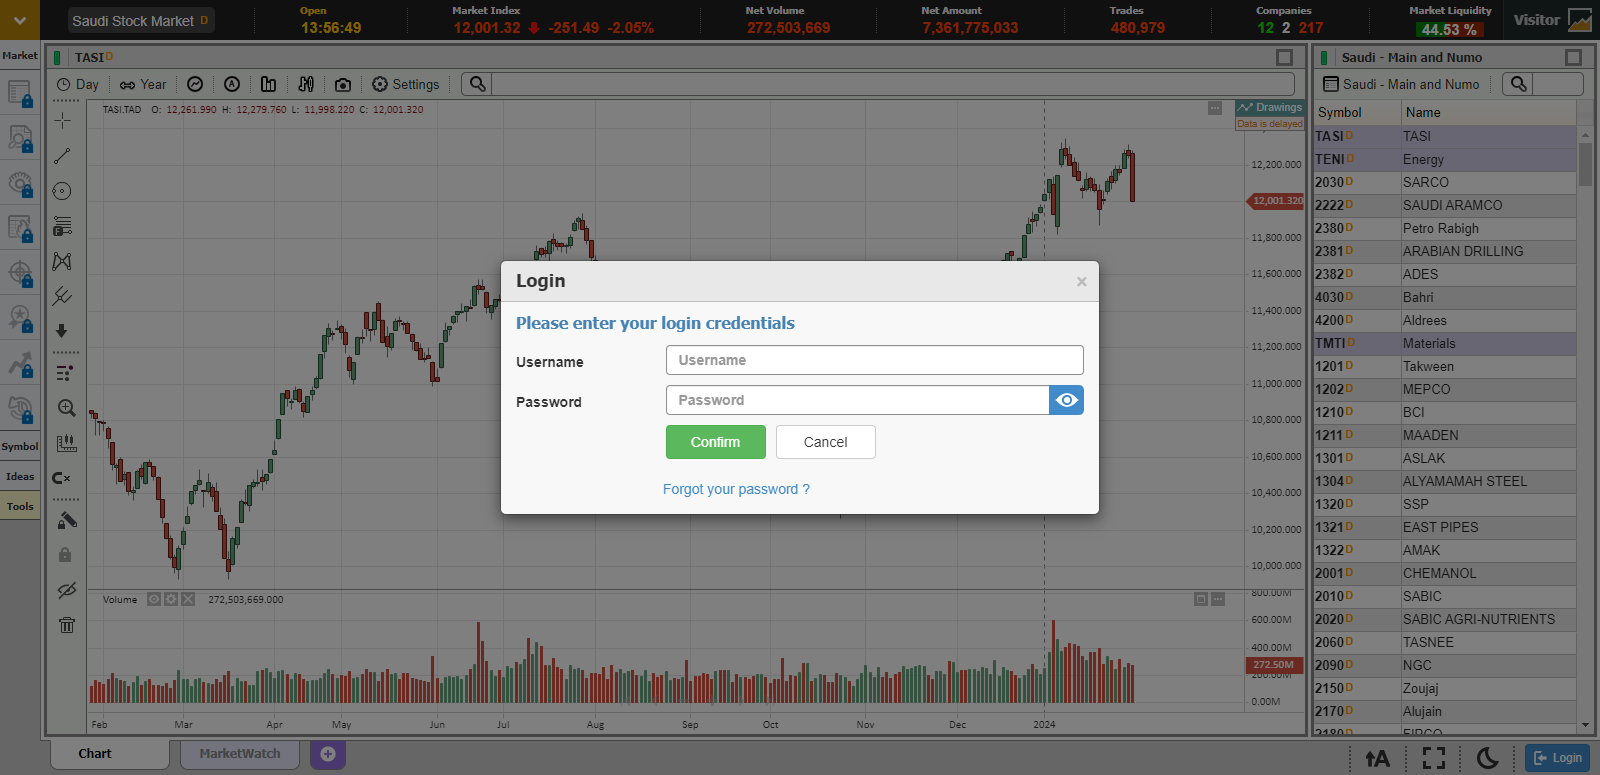 Saudi Stock Market D
Open
13:56:49
Market Index
12,001.32 -251.49 -2.05%
Net Volume
272,503,669
Net Amount
7,361,775,033
Trades
480,979
Companies
12 2 217
Market Liquidity
44.53 %
Visitor
Market
Symbol
Ideas
Tools
TASI D
Day
Year
Settings
TASI.TAD O: 12,261.990 H: 12,279.760 L: 11,998.220 C: 12,001.320
Drawings
Data is delayed
12,200.000
12,001.320
11,800.000
11,600.000
11,400.000
11,200.000
11,000.000
10,800.000
10,600.000
10,400.000
10,200.000
10,000.000
Volume 272,503,669.000
800.00M
600.00M
400.00M
272.50M
200.00M
0.00M
Feb Mar Apr May Jun Jul Aug Sep Oct Nov Dec 2024
Login
×
Please enter your login credentials
Username
Username
Password
Password
Confirm
Cancel
Forgot your password ?
Saudi - Main and Numo
Saudi - Main and Numo
Symbol Name
TASI D TASI
TENI D Energy
2030 D SARCO
2222 D SAUDI ARAMCO
2380 D Petro Rabigh
2381 D ARABIAN DRILLING
2382 D ADES
4030 D Bahri
4200 D Aldrees
TMTI D Materials
1201 D Takween
1202 D MEPCO
1210 D BCI
1211 D MAADEN
1301 D ASLAK
1304 D ALYAMAMAH STEEL
1320 D SSP
1321 D EAST PIPES
1322 D AMAK
2001 D CHEMANOL
2010 D SABIC
2020 D SABIC AGRI-NUTRIENTS
2060 D TASNEE
2090 D NGC
2150 D Zoujaj
2170 D Alujain
2180 D FIPCO
Chart
MarketWatch
A
Login